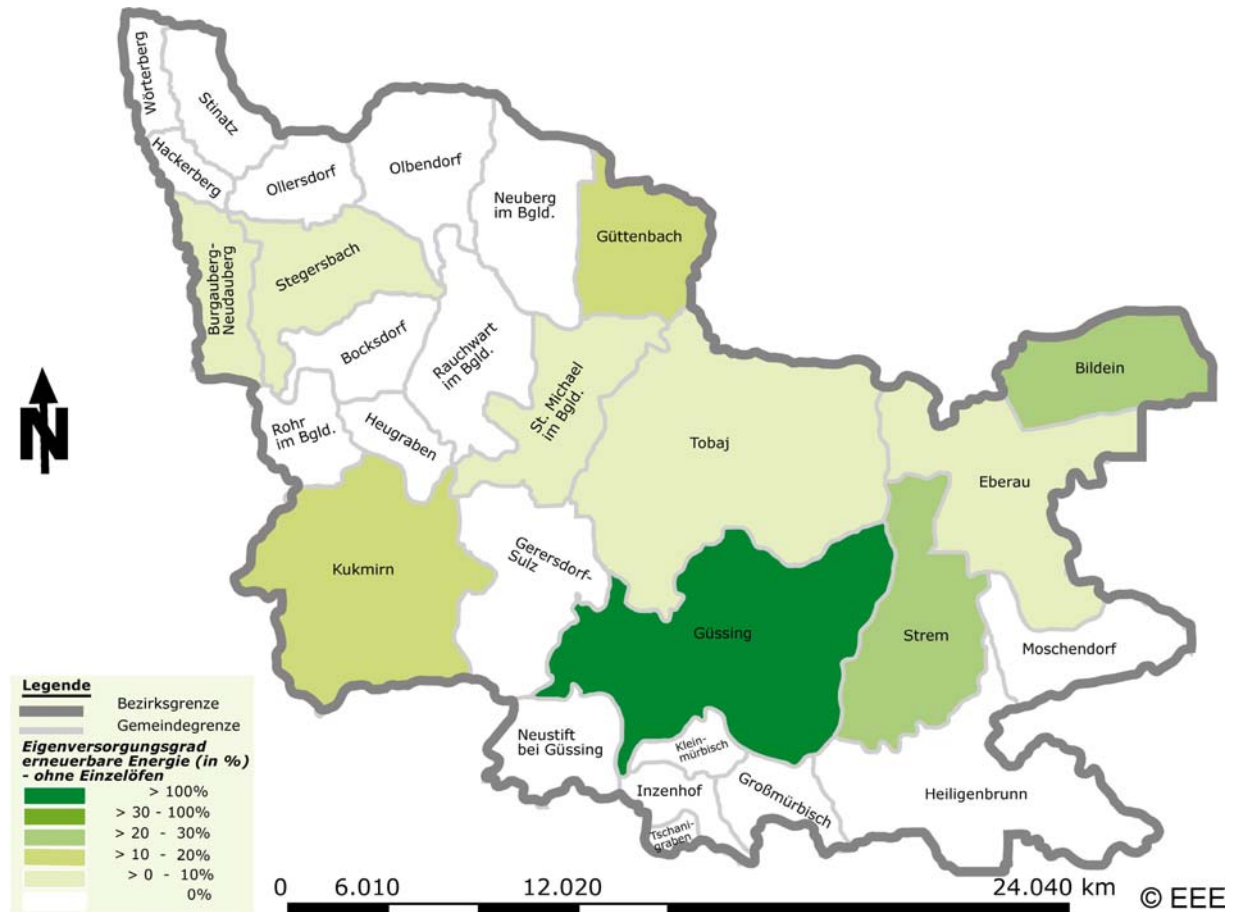 Wörterberg
Stinatz
Hackerberg
Ollersdorf
Olbendorf
Neuberg
im Bgld.
Güttenbach
Burgauberg-
Neudauberg
Stegersbach
Bocksdorf
Rauchwart
im Bgld.
St. Michael
im Bgld.
Bildein
Rohr
im Bgld.
Heugraben
Tobaj
Eberau
N
Kukmirn
Gerersdorf-
Sulz
Güssing
Strem
Moschendorf
Neustift
bei Güssing
Klein-
mürbisch
Inzenhof
Großmürbisch
Heiligenbrunn
Tschani-
graben
Legende
Bezirksgrenze
Gemeindegrenze
Eigenversorgungsgrad
erneuerbare Energie (in %)
- ohne Einzelöfen
> 100%
> 30 - 100%
> 20 - 30%
> 10 - 20%
> 0 - 10%
0%
0 6.010 12.020 24.040 km
© EEE